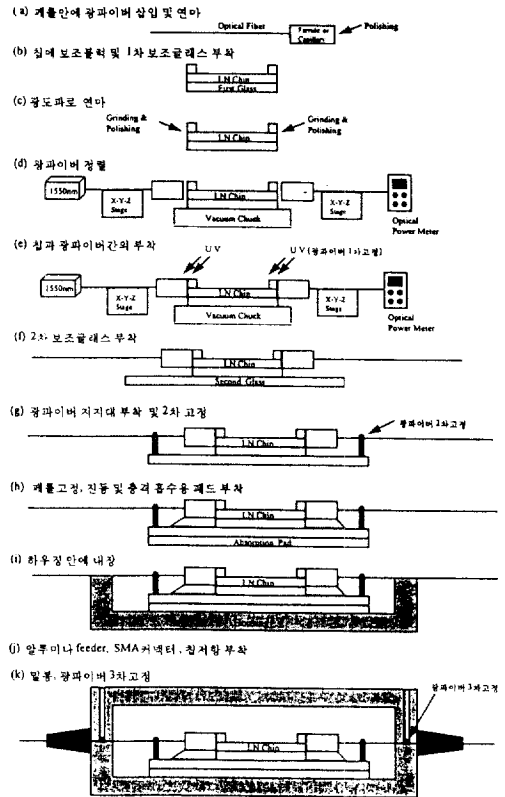 (a)페룰안에 광파이버 삽입 및 연마
Optical Fiber
Ferrule or
Capillary
Polishing
(b) 칩에 보조블럭 및 1차 보조글래스 부착
LN Chip
First Glass
(c) 광도파로 연마
Grinding &
Polishing
LN Chip
Grinding &
Polishing
(d) 광파이버 정렬
1550nm
X-Y-Z
Stage
LN Chip
Vacuum Chuck
X-Y-Z
Stage
Optical
Power Meter
(e) 칩과 광파이버간의 부착
UV
UV(광파이버 1차고정)
1550nm
X-Y-Z
Stage
LN Chip
Vacuum Chuck
X-Y-Z
Stage
Optical
Power Meter
(f) 2차 보조글래스 부착
LN Chip
Second Glass
(g) 광파이버 지지대 부착 및 2차 고정
광파이버 2차고정
LN Chip
(h) 페룰고정, 진동 및 충격 흡수용 패드 부착
LN Chip
Absorption Pad
(i) 하우징 안에 내장
LN Chip
(j) 알루미나 feeder, SMA커넥터, 칩저항 부착
(k) 밀봉, 광파이버 3차고정
광파이버 3차고정
LN Chip